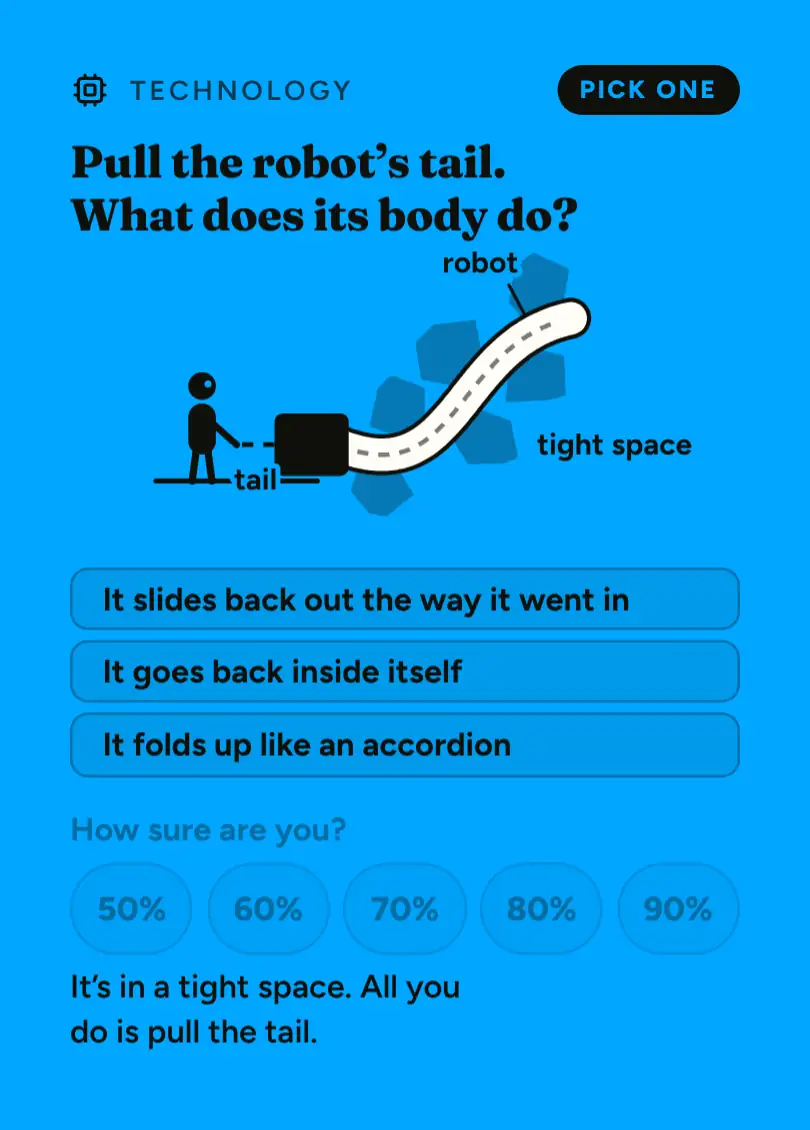 TECHNOLOGY
PICK ONE
Pull the robot’s tail.
What does its body do?
robot
tight space
tail
It slides back out the way it went in
It goes back inside itself
It folds up like an accordion
How sure are you?
50%
60%
70%
80%
90%
It’s in a tight space. All you
do is pull the tail.